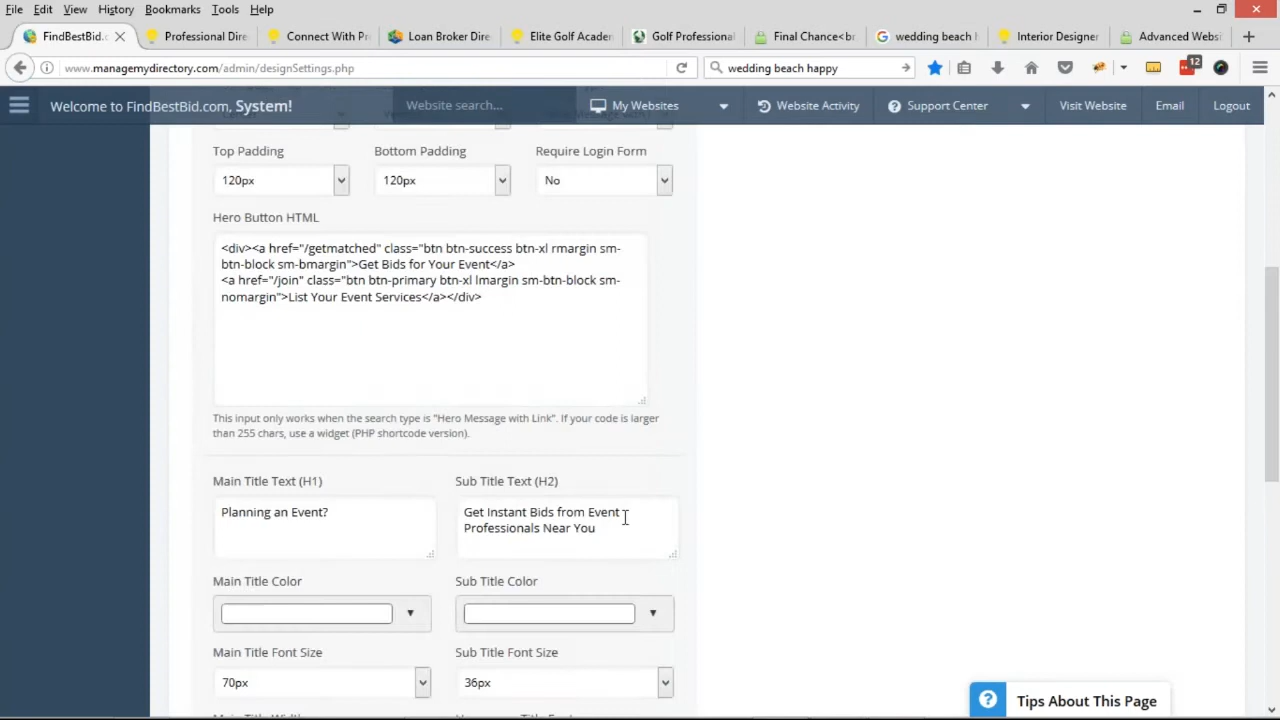 File Edit View History Bookmarks Tools Help
FindBestBid.c Professional Dire Connect With Pr Loan Broker Dire Elite Golf Acaden Golf Professional Final Chance<br wedding beach h Interior Designer Advanced Websi
www.managemydirectory.com/admin/designSettings.php wedding beach happy 12
Welcome to FindBestBid.com, System! Website search... My Websites Website Activity Support Center Visit Website Email Logout
Top Padding Bottom Padding Require Login Form
120px 120px No
Hero Button HTML
<div><a href="/getmatched" class="btn btn-success btn-xl rmargin sm-
btn-block sm-bmargin">Get Bids for Your Event</a>
<a href="/join" class="btn btn-primary btn-xl lmargin sm-btn-block sm-
nomargin">List Your Event Services</a></div>
This input only works when the search type is "Hero Message with Link". If your code is larger
than 255 chars, use a widget (PHP shortcode version).
Main Title Text (H1) Sub Title Text (H2)
Planning an Event? Get Instant Bids from Event
Professionals Near You
Main Title Color Sub Title Color
Main Title Font Size Sub Title Font Size
70px 36px
Tips About This Page